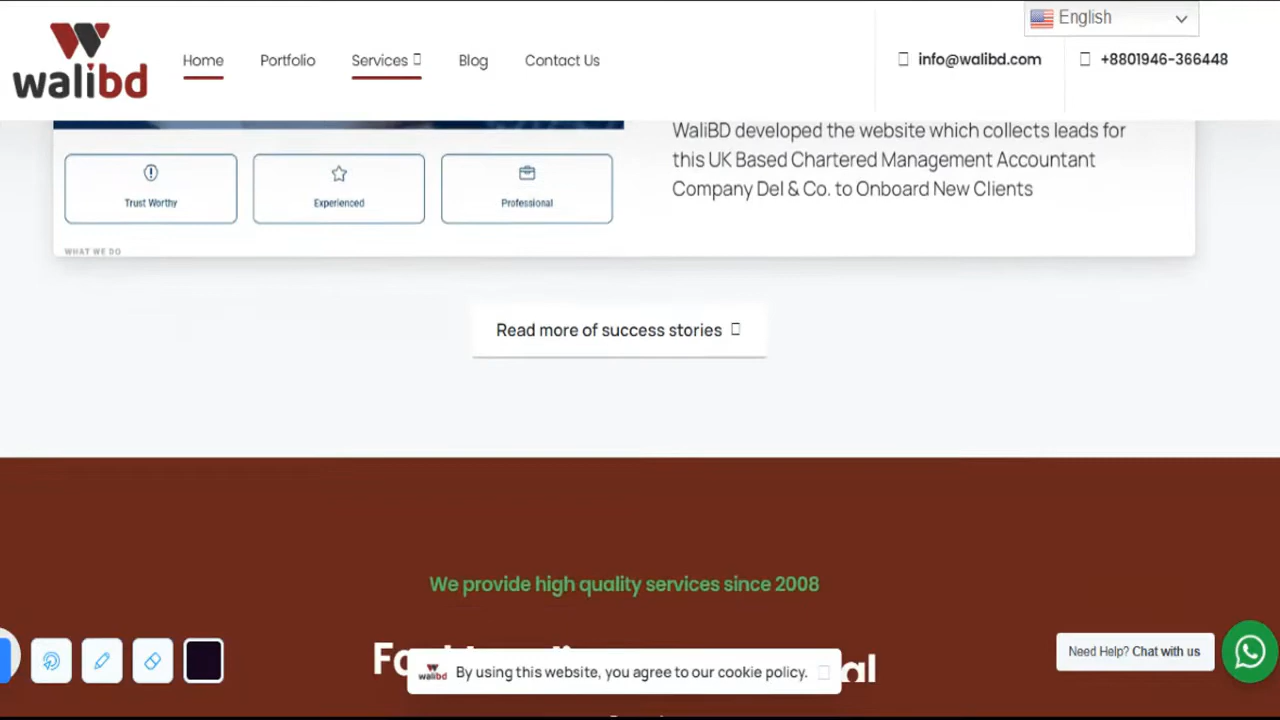 English
walibd
Home
Portfolio
Services
Blog
Contact Us
info@walibd.com
+8801946-366448
WaliBD developed the website which collects leads for
this UK Based Chartered Management Accountant
Company Del & Co. to Onboard New Clients
Trust Worthy
Experienced
Professional
WHAT WE DO
Read more of success stories
We provide high quality services since 2008
walibd
By using this website, you agree to our cookie policy.
Need Help? Chat with us